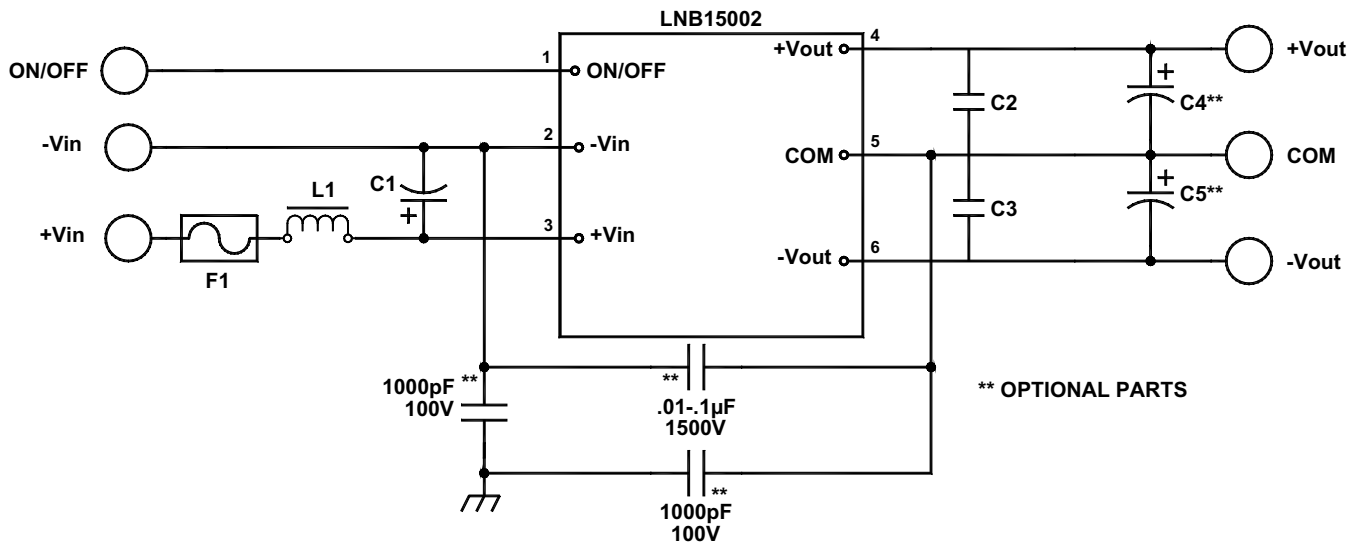 LNB15002
ON/OFF
1
ON/OFF
+Vout
4
+Vout
C2
+
C4**
-Vin
2
-Vin
COM
5
COM
C1
+
L1
C3
+
C5**
+Vin
3
+Vin
-Vout
6
-Vout
F1
1000pF **
100V
**
.01-.1µF
1500V
** OPTIONAL PARTS
**
1000pF
100V